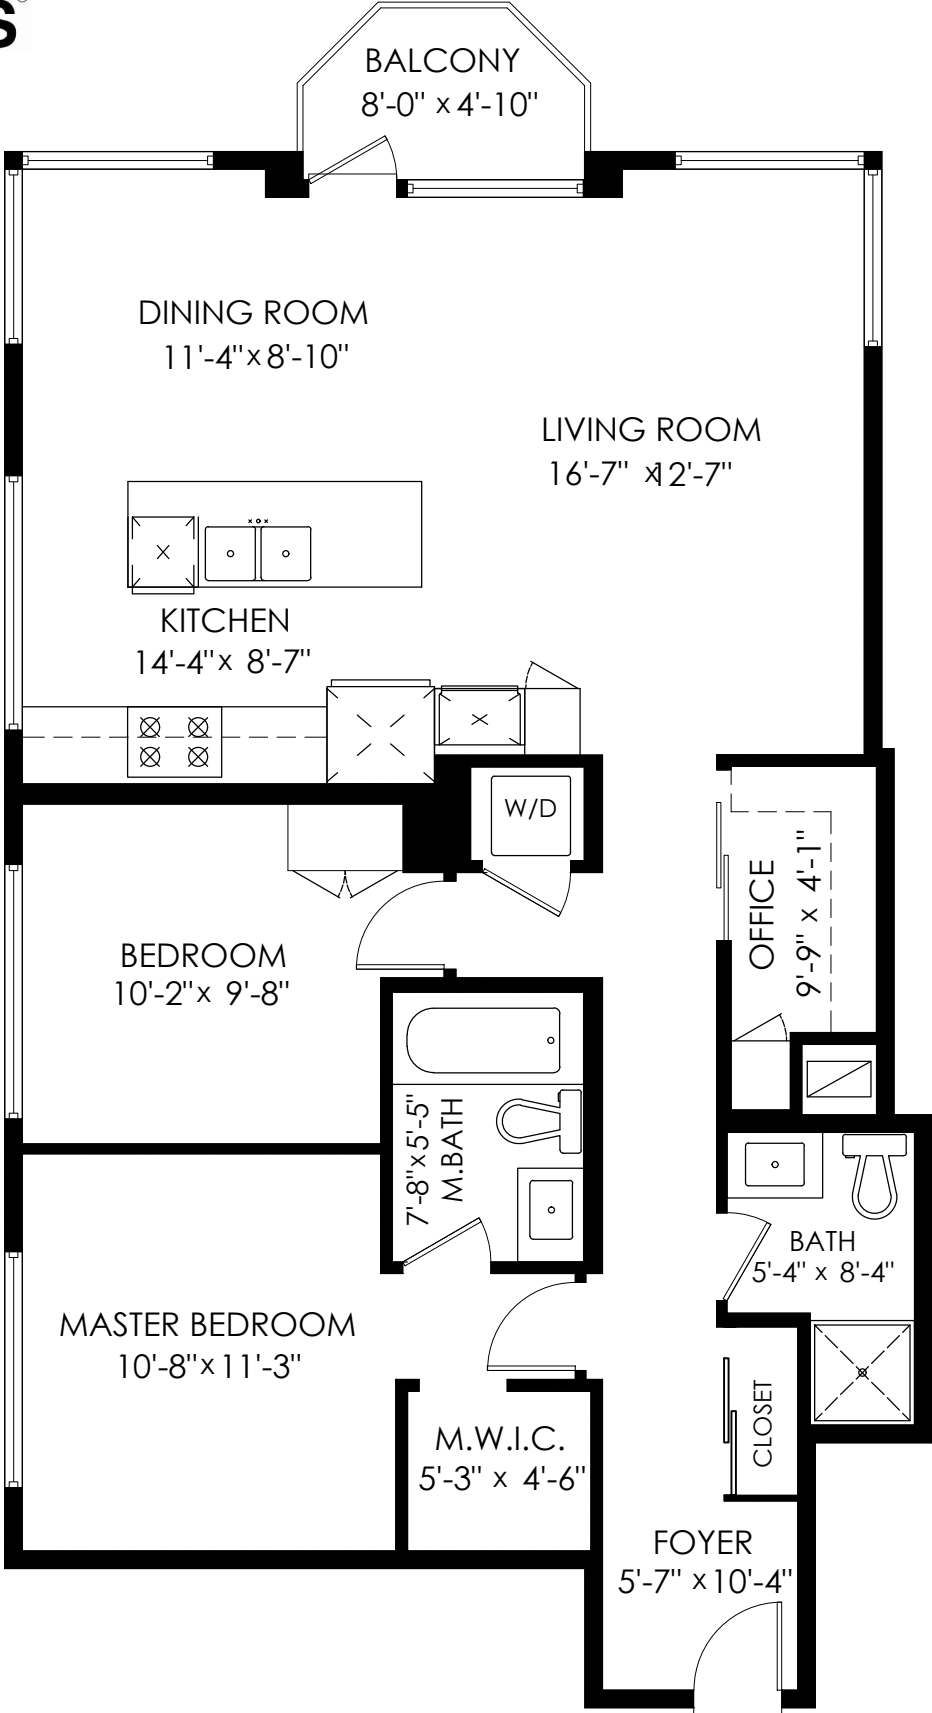 S
BALCONY
8'-0" x 4'-10"
DINING ROOM
11'-4" x 8'-10"
LIVING ROOM
16'-7" x 12'-7"
KITCHEN
14'-4" x 8'-7"
W/D
OFFICE
9'-9" x 4'-1"
BEDROOM
10'-2" x 9'-8"
7'-8" x 5'-5"
M.BATH
BATH
5'-4" x 8'-4"
MASTER BEDROOM
10'-8" x 11'-3"
CLOSET
M.W.I.C.
5'-3" x 4'-6"
FOYER
5'-7" x 10'-4"